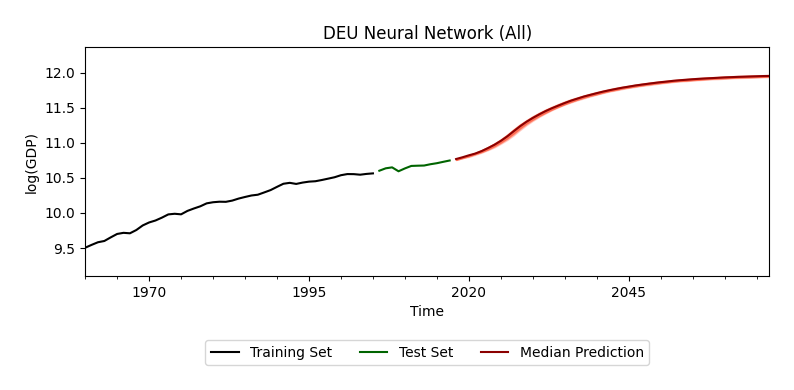 DEU Neural Network (All)
log(GDP)
12.0
11.5
11.0
10.5
10.0
9.5
1970 1995 2020 2045
Time
Training Set Test Set Median Prediction